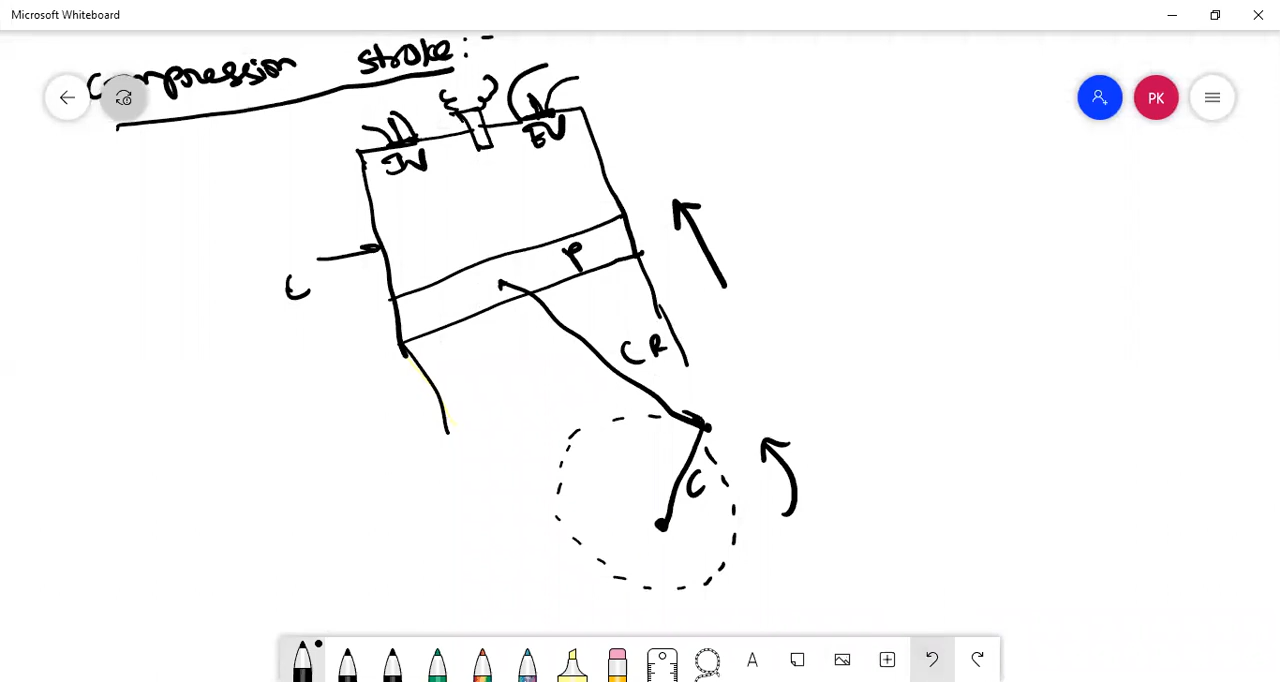 Microsoft Whiteboard
Compression stroke:-
PK
IV
EV
P
C
CR
C
A